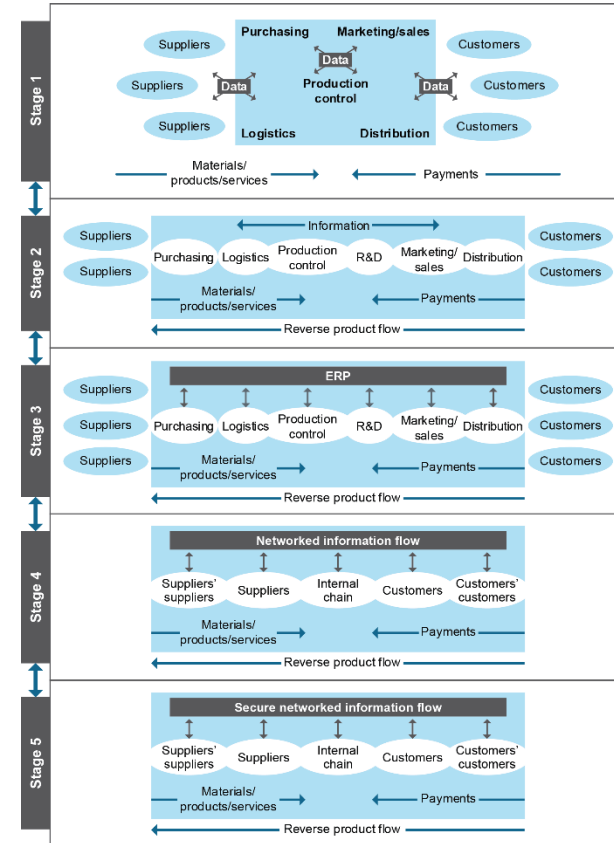 Stage 1
Suppliers
Suppliers
Suppliers
Purchasing
Marketing/sales
Data
Data
Data
Production
control
Logistics
Distribution
Customers
Customers
Customers
Materials/
products/services
Payments
Stage 2
Suppliers
Suppliers
Information
Purchasing
Logistics
Production
control
R&D
Marketing/
sales
Distribution
Customers
Customers
Materials/
products/services
Payments
Reverse product flow
Stage 3
Suppliers
Suppliers
Suppliers
ERP
Purchasing
Logistics
Production
control
R&D
Marketing/
sales
Distribution
Customers
Customers
Customers
Materials/
products/services
Payments
Reverse product flow
Stage 4
Networked information flow
Suppliers'
suppliers
Suppliers
Internal
chain
Customers
Customers'
customers
Materials/
products/services
Payments
Reverse product flow
Stage 5
Secure networked information flow
Suppliers'
suppliers
Suppliers
Internal
chain
Customers
Customers'
customers
Materials/
products/services
Payments
Reverse product flow